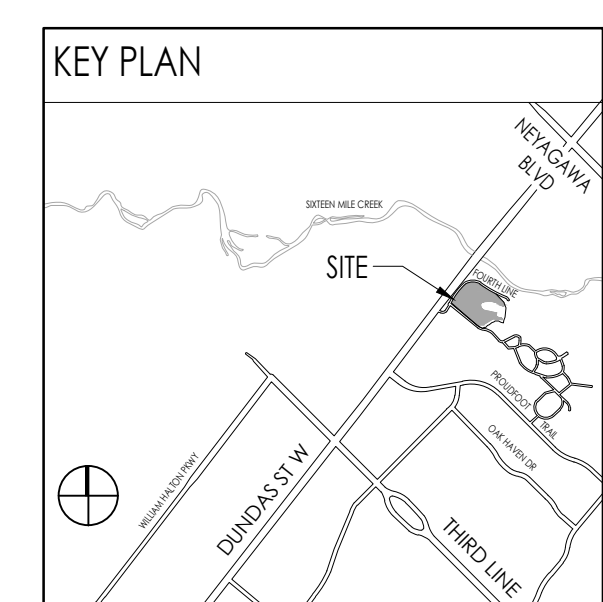 KEY PLAN
NEYAGAWA
BLVD
SIXTEEN MILE CREEK
SITE
FOURTH LINE
PROUDFOOT
TRAIL
OAK HAVEN DR
WILLIAM HALTON PKWY
DUNDAS ST W
THIRD LINE